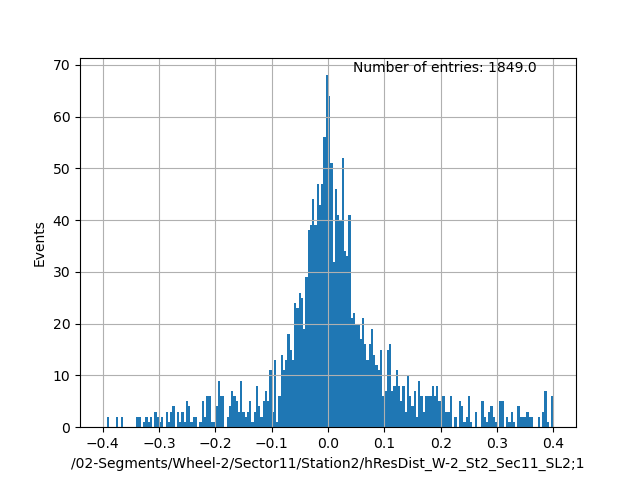 Number of entries: 1849.0
70
60
50
40
30
20
10
0
Events
−0.4 −0.3 −0.2 −0.1 0.0 0.1 0.2 0.3 0.4
/02-Segments/Wheel-2/Sector11/Station2/hResDist_W-2_St2_Sec11_SL2;1